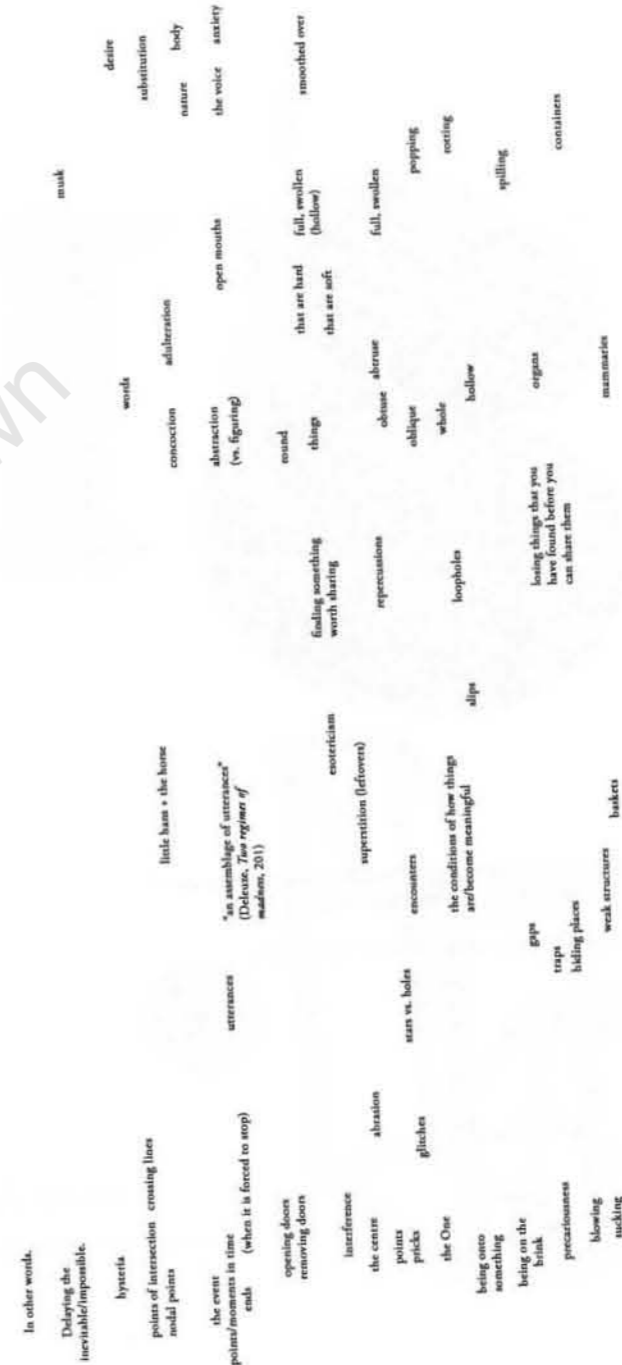 In other words.
musk
Delaying the
inevitable/impossible.
desire
hysteria
words
substitution
points of intersection crossing lines
nodal points
little hans + the horse
concoction
adulteration
nature
body
the event
points/moments in time
ends (when it is forced to stop)
utterances
"an assemblage of utterances"
(Deleuze, Two regimes of
madness, 201)
abstraction
(vs. figuring)
open mouths
the voice
anxiety
opening doors
removing doors
round
things
that are hard
that are soft
full, swollen
(hollow)
smoothed over
finding something
worth sharing
esotericism
interference
the centre
abrasion
superstition (leftovers)
repercussions
obtuse
abtruse
full, swollen
points
pricks
glitches
stars vs. holes
encounters
oblique
popping
the One
the conditions of how things
are/become meaningful
loopholes
whole
hollow
rotting
slips
being onto
something
spilling
being on the
brink
gaps
traps
hiding places
losing things that you
have found before you
can share them
organs
containers
precariousness
blowing
sucking
weak structures
baskets
mammaries